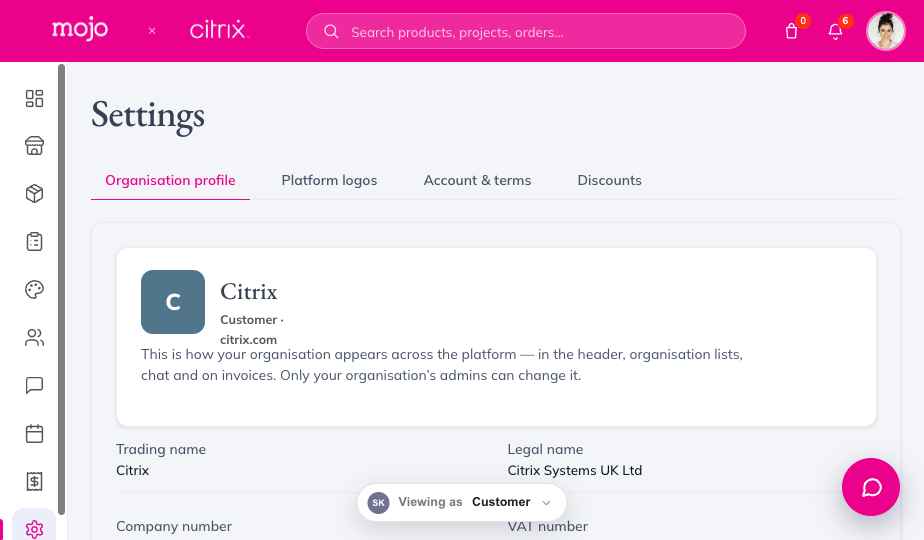 mojo × citrix
Search products, projects, orders...
0
6
Settings
Organisation profile
Platform logos
Account & terms
Discounts
C
Citrix
Customer ·
citrix.com
This is how your organisation appears across the platform — in the header, organisation lists,
chat and on invoices. Only your organisation's admins can change it.
Trading name
Citrix
Legal name
Citrix Systems UK Ltd
SK Viewing as Customer
Company number
VAT number